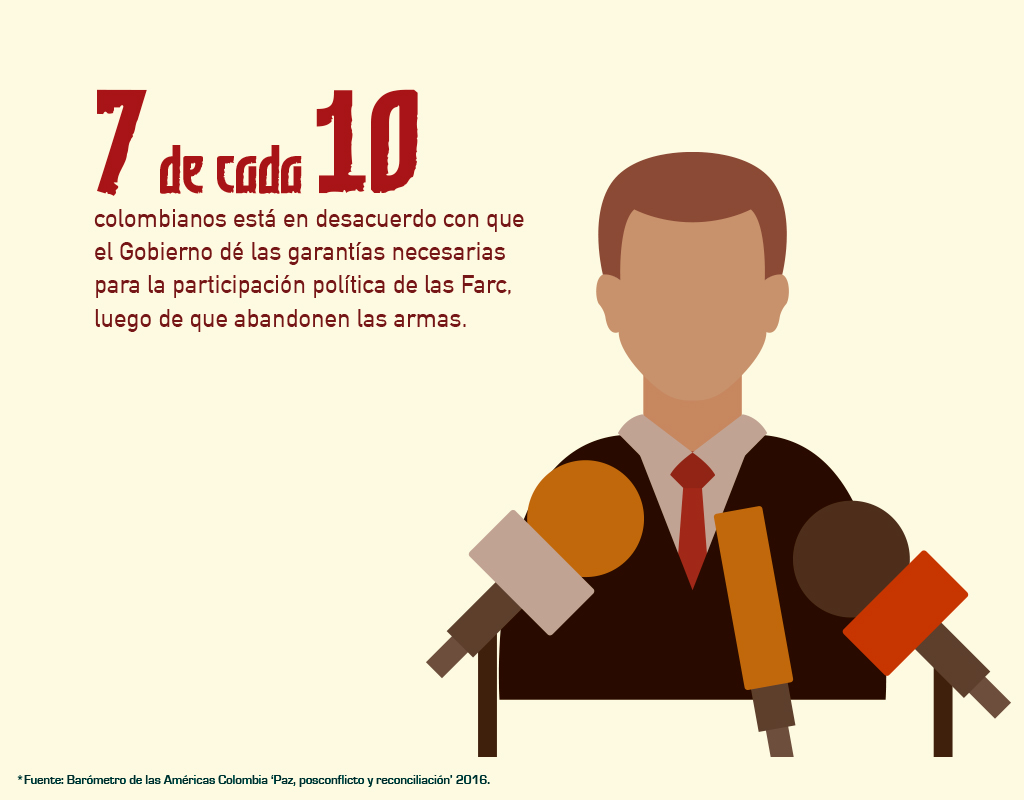 7 de cada 10
colombianos está en desacuerdo con que
el Gobierno dé las garantías necesarias
para la participación política de las Farc,
luego de que abandonen las armas.
*Fuente: Barómetro de las Américas Colombia ‘Paz, posconflicto y reconciliación’ 2016.